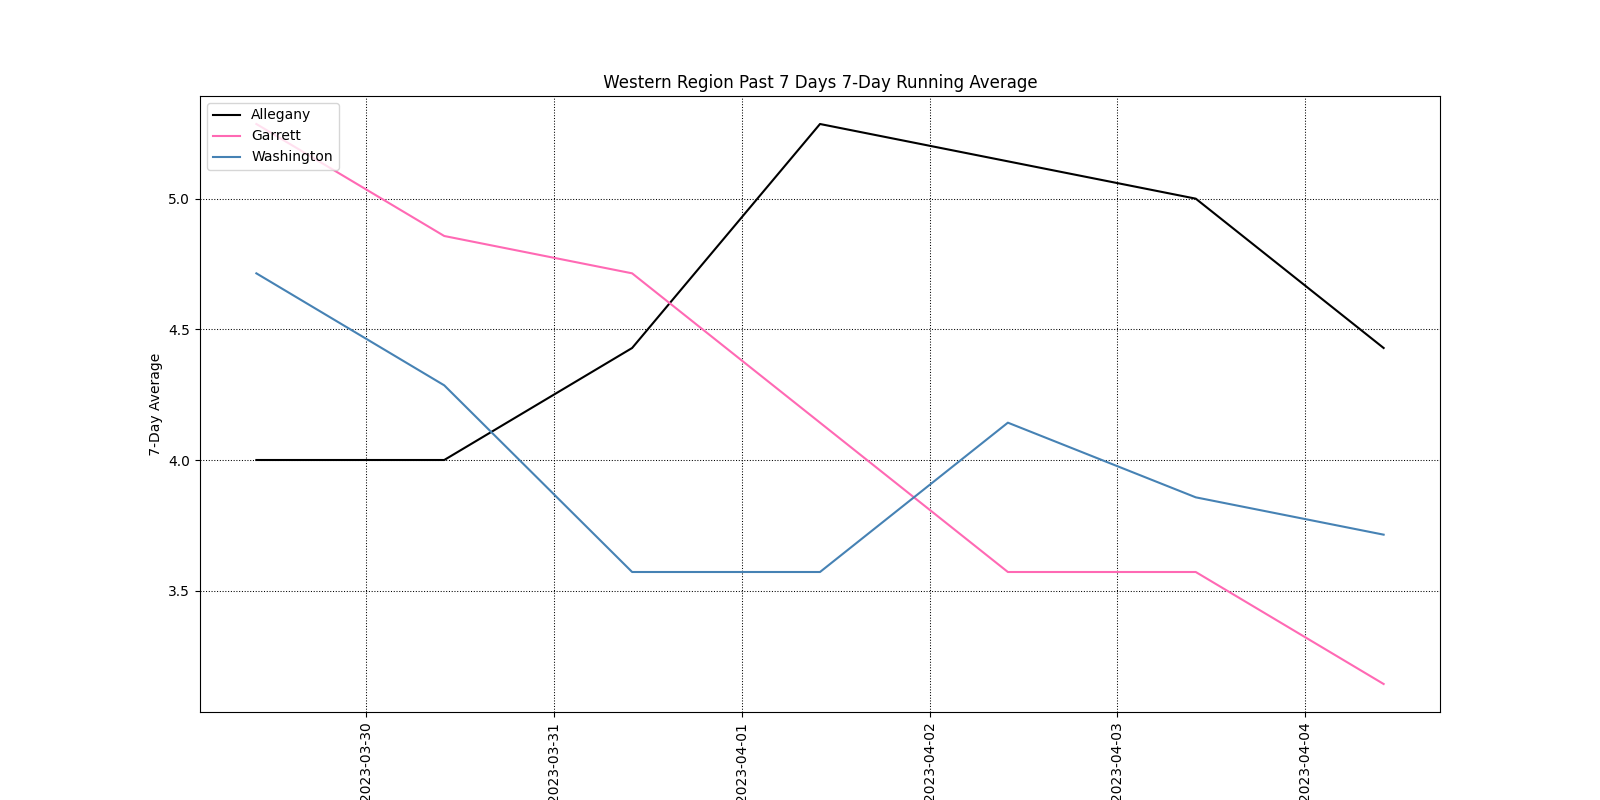 Western Region Past 7 Days 7-Day Running Average
Allegany
Garrett
Washington
7-Day Average
5.0
4.5
4.0
3.5
2023-03-30
2023-03-31
2023-04-01
2023-04-02
2023-04-03
2023-04-04